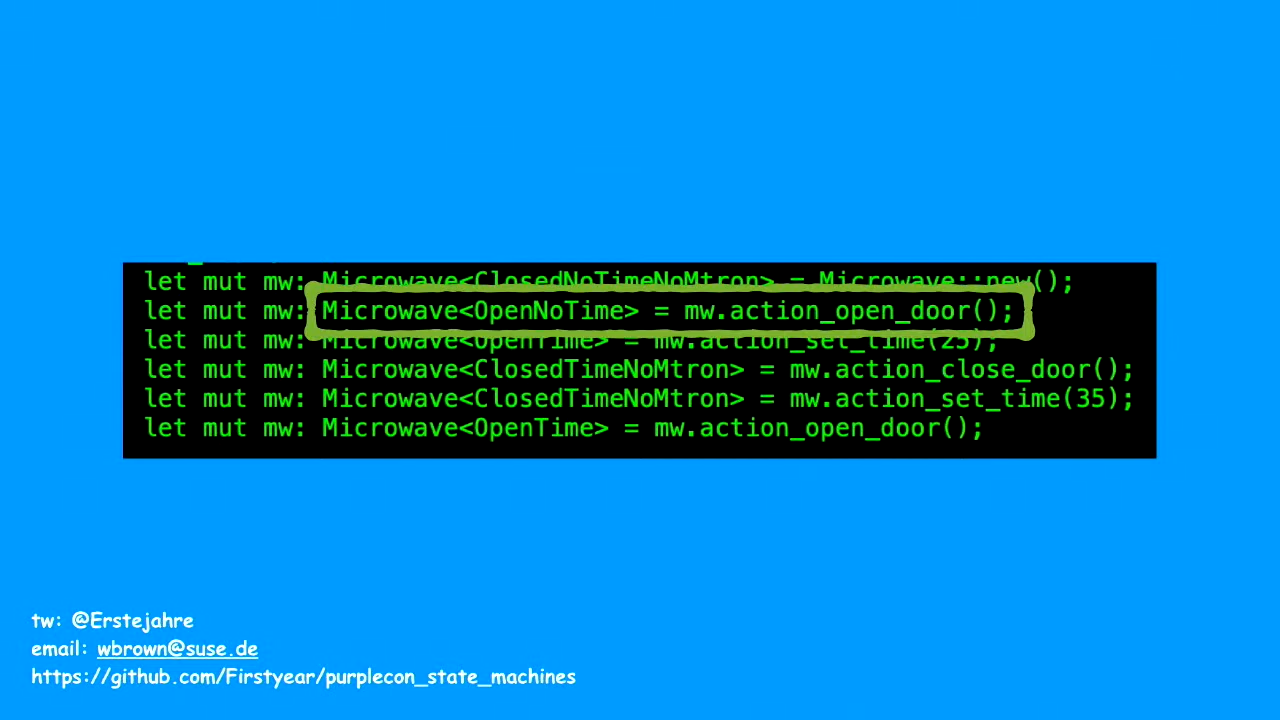 let mut mw: Microwave<ClosedNoTimeNoMtron> = Microwave::new();
let mut mw: Microwave<OpenNoTime> = mw.action_open_door();
let mut mw: Microwave<OpenTime> = mw.action_set_time(25);
let mut mw: Microwave<ClosedTimeNoMtron> = mw.action_close_door();
let mut mw: Microwave<ClosedTimeNoMtron> = mw.action_set_time(35);
let mut mw: Microwave<OpenTime> = mw.action_open_door();
tw: @Erstejahre
email: wbrown@suse.de
https://github.com/Firstyear/purplecon_state_machines